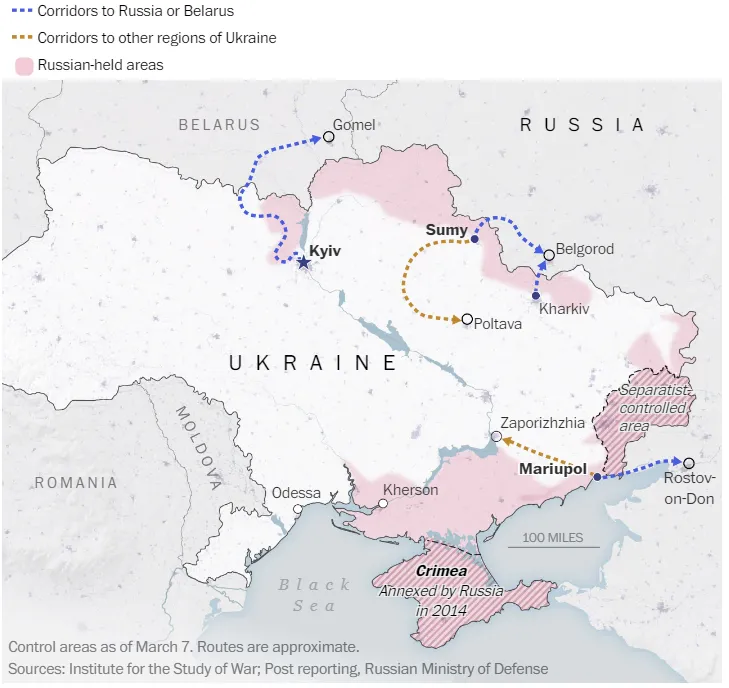 Corridors to Russia or Belarus
Corridors to other regions of Ukraine
Russian-held areas
BELARUS
Gomel
RUSSIA
Sumy
Kyiv
Belgorod
Kharkiv
Poltava
UKRAINE
Separatist-
controlled
area
MOLDOVA
Zaporizhzhia
Mariupol
ROMANIA
Rostov-
on-Don
Odessa
Kherson
100 MILES
Crimea
Annexed by Russia
in 2014
Black
Sea
Control areas as of March 7. Routes are approximate.
Sources: Institute for the Study of War; Post reporting, Russian Ministry of Defense